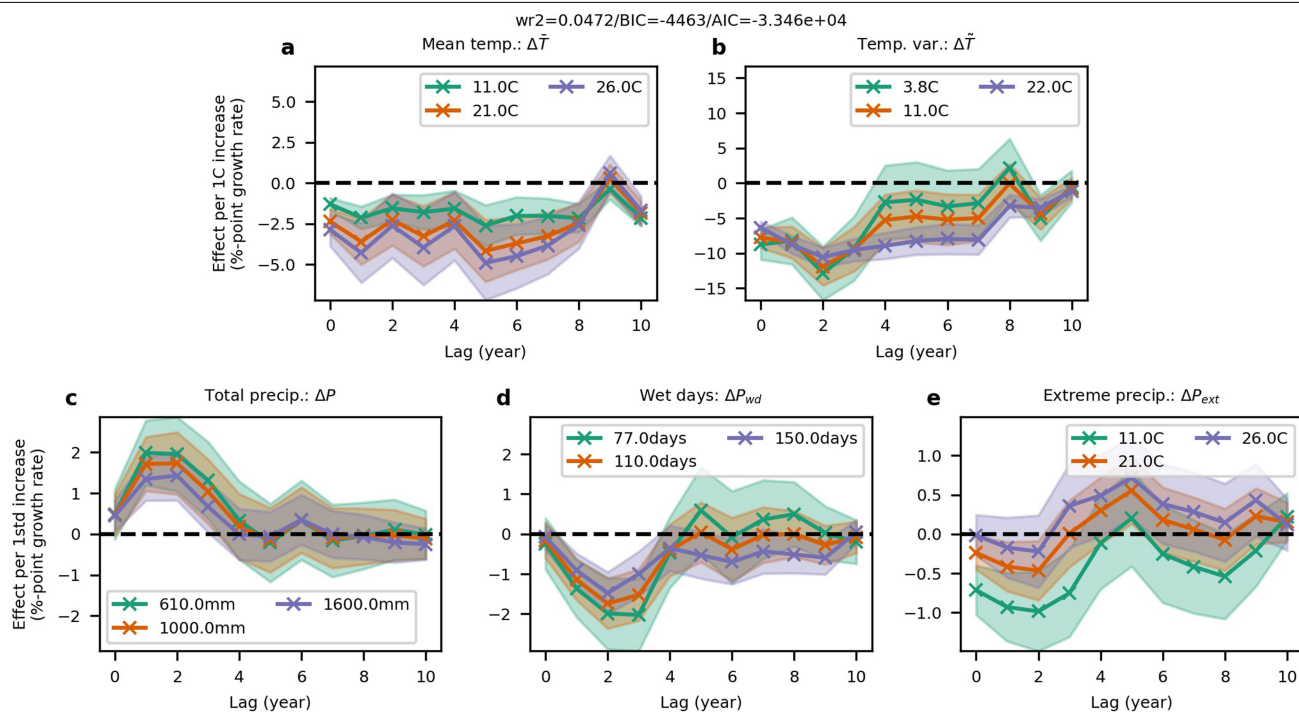 wr2=0.0472/BIC=-4463/AIC=-3.346e+04
a Mean temp.: ΔT̄
b Temp. var.: ΔT̃
11.0C 26.0C
21.0C
3.8C 22.0C
11.0C
Effect per 1C increase
(%-point growth rate)
5.0
2.5
0.0
−2.5
−5.0
0 2 4 6 8 10
Lag (year)
15
10
5
0
−5
−10
−15
0 2 4 6 8 10
Lag (year)
c Total precip.: ΔP
d Wet days: ΔP_wd
e Extreme precip.: ΔP_ext
Effect per 1std increase
(%-point growth rate)
2
1
0
−1
−2
610.0mm 1600.0mm
1000.0mm
0 2 4 6 8 10
Lag (year)
77.0days 150.0days
110.0days
2
1
0
−1
−2
0 2 4 6 8 10
Lag (year)
11.0C 26.0C
21.0C
1.0
0.5
0.0
−0.5
−1.0
0 2 4 6 8 10
Lag (year)